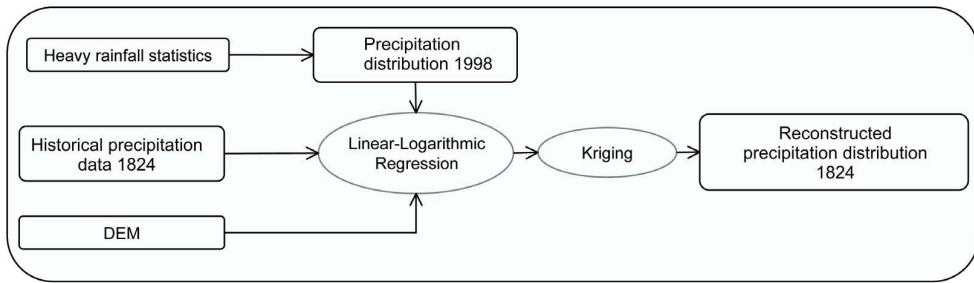 Heavy rainfall statistics
Precipitation
distribution 1998
Historical precipitation
data 1824
Linear-Logarithmic
Regression
Kriging
Reconstructed
precipitation distribution
1824
DEM